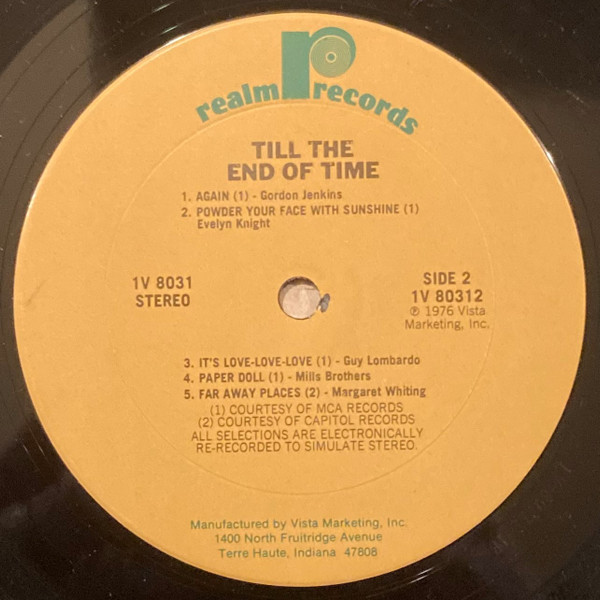 realm records
TILL THE
END OF TIME
1. AGAIN (1) - Gordon Jenkins
2. POWDER YOUR FACE WITH SUNSHINE (1)
Evelyn Knight
1V 8031
STEREO
SIDE 2
1V 80312
℗ 1976 Vista
Marketing, Inc.
3. IT'S LOVE-LOVE-LOVE (1) - Guy Lombardo
4. PAPER DOLL (1) - Mills Brothers
5. FAR AWAY PLACES (2) - Margaret Whiting
(1) COURTESY OF MCA RECORDS
(2) COURTESY OF CAPITOL RECORDS
ALL SELECTIONS ARE ELECTRONICALLY
RE-RECORDED TO SIMULATE STEREO.
Manufactured by Vista Marketing, Inc.
1400 North Fruitridge Avenue
Terre Haute, Indiana 47808